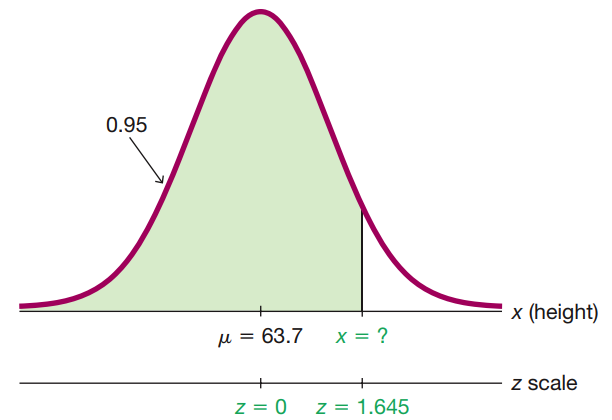 0.95
x (height)
μ = 63.7 x = ?
z scale
z = 0 z = 1.645